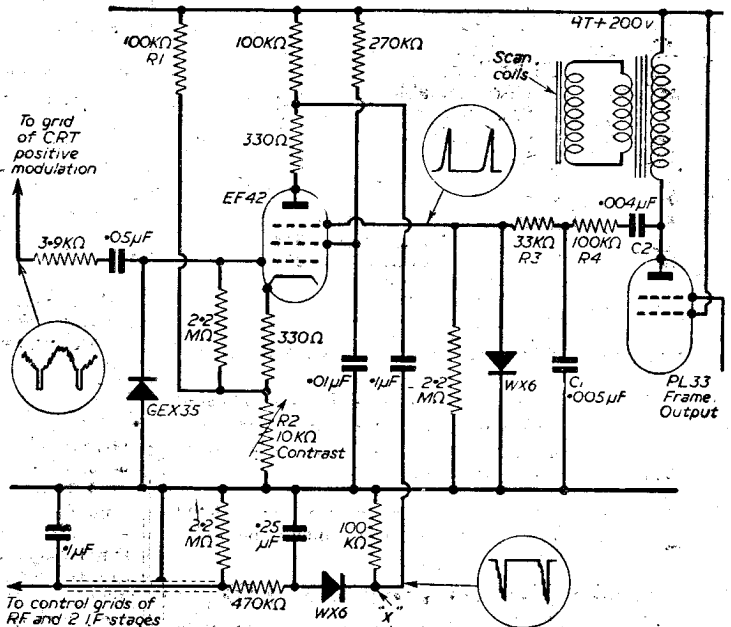 HT+200v
100KΩ
R1
100KΩ
270KΩ
Scan
coils
To grid
of CRT
positive
modulation
330Ω
EF42
·004μF
C2
3·9KΩ
·05μF
33KΩ
R3
100KΩ
R4
2·2
MΩ
330Ω
GEX35
R2
10KΩ
Contrast
·01μF
·1μF
2·2
MΩ
WX6
C1
·005μF
PL33
Frame
Output
·1μF
2·2
MΩ
·25
μF
100
KΩ
470KΩ
WX6
"X"
To control grids of
RF and 2 IF stages